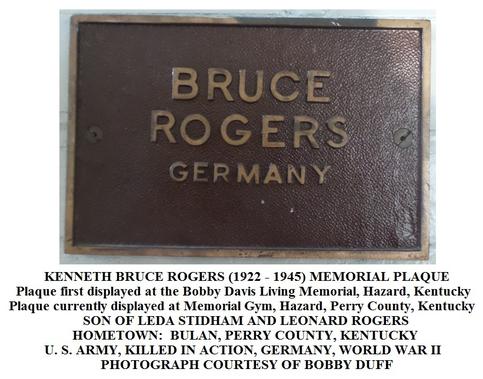 BRUCE
ROGERS
GERMANY
KENNETH BRUCE ROGERS (1922 - 1945) MEMORIAL PLAQUE
Plaque first displayed at the Bobby Davis Living Memorial, Hazard, Kentucky
Plaque currently displayed at Memorial Gym, Hazard, Perry County, Kentucky
SON OF LEDA STIDHAM AND LEONARD ROGERS
HOMETOWN: BULAN, PERRY COUNTY, KENTUCKY
U. S. ARMY, KILLED IN ACTION, GERMANY, WORLD WAR II
PHOTOGRAPH COURTESY OF BOBBY DUFF